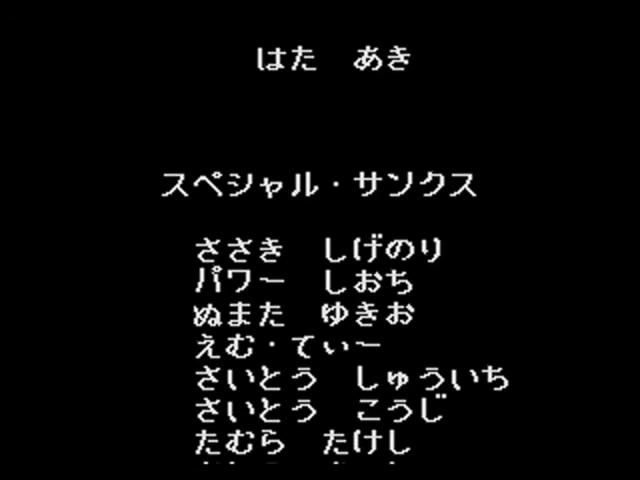 はた　あき
スペシャル・サンクス
ささき　しげのり
パワー　しおち
ぬまた　ゆきお
えむ・てぃー
さいとう　しゅういち
さいとう　こうじ
たむら　たけし